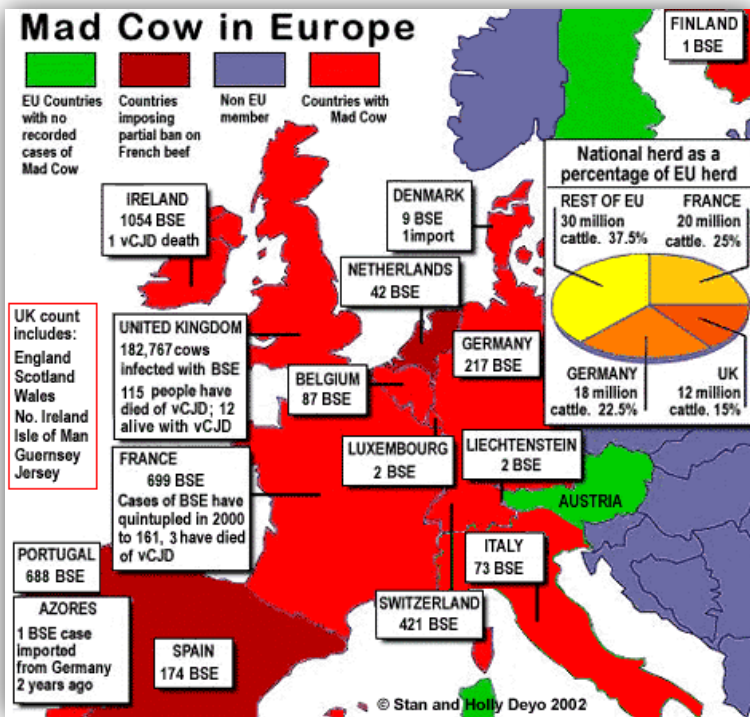 Mad Cow in Europe
EU Countries
with no
recorded
cases of
Mad Cow
Countries
imposing
partial ban on
French beef
Non EU
member
Countries with
Mad Cow
FINLAND
1 BSE
National herd as a
percentage of EU herd
REST OF EU
30 million
cattle. 37.5%
FRANCE
20 million
cattle. 25%
GERMANY
18 million
cattle. 22.5%
UK
12 million
cattle. 15%
IRELAND
1054 BSE
1 vCJD death
DENMARK
9 BSE
1import
NETHERLANDS
42 BSE
UK count
includes:
England
Scotland
Wales
No. Ireland
Isle of Man
Guernsey
Jersey
UNITED KINGDOM
182,767 cows
infected with BSE
115 people have
died of vCJD; 12
alive with vCJD
GERMANY
217 BSE
BELGIUM
87 BSE
LUXEMBOURG
2 BSE
LIECHTENSTEIN
2 BSE
FRANCE
699 BSE
Cases of BSE have
quintupled in 2000
to 161, 3 have died
of vCJD
AUSTRIA
ITALY
73 BSE
PORTUGAL
688 BSE
AZORES
1 BSE case
imported
from Germany
2 years ago
SPAIN
174 BSE
SWITZERLAND
421 BSE
© Stan and Holly Deyo 2002